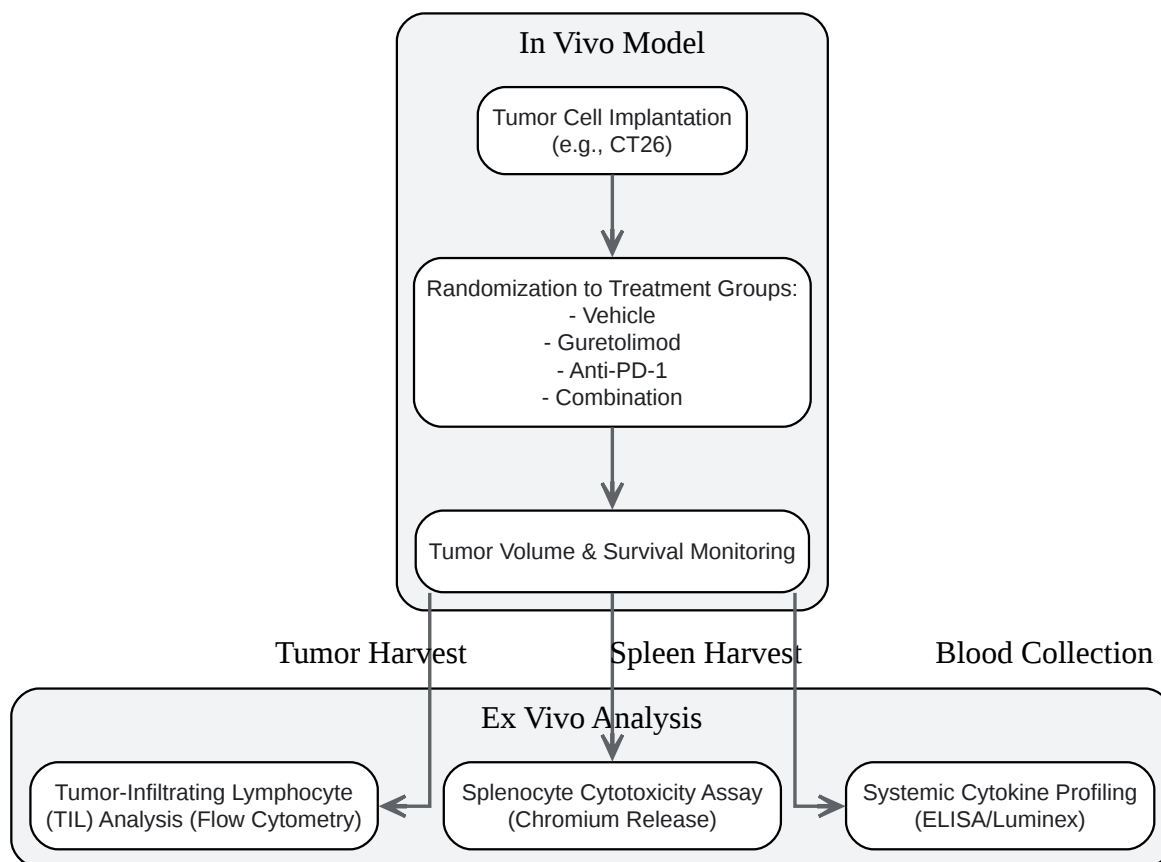 In Vivo Model
Tumor Cell Implantation
(e.g., CT26)
Randomization to Treatment Groups:
- Vehicle
- Guretolimod
- Anti-PD-1
- Combination
Tumor Volume & Survival Monitoring
Tumor Harvest
Spleen Harvest
Blood Collection
Ex Vivo Analysis
Tumor-Infiltrating Lymphocyte
(TIL) Analysis (Flow Cytometry)
Splenocyte Cytotoxicity Assay
(Chromium Release)
Systemic Cytokine Profiling
(ELISA/Luminex)